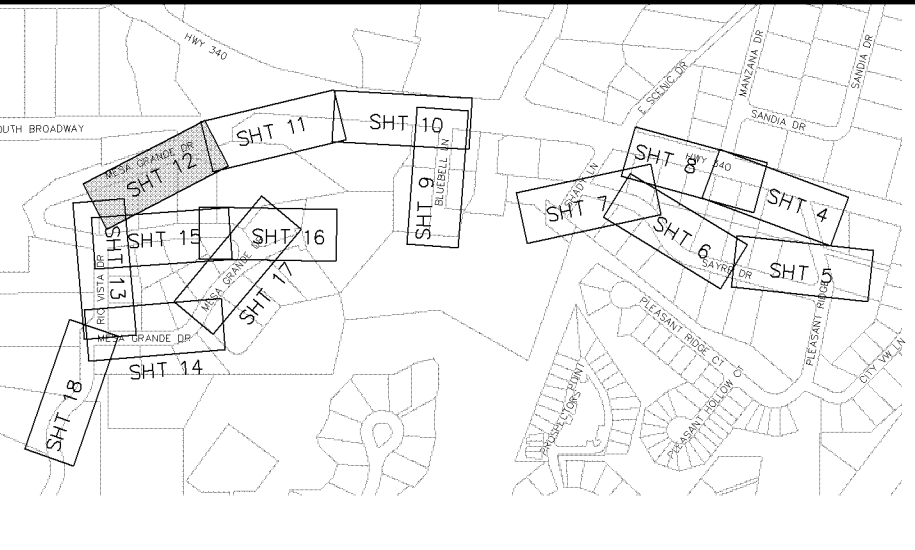 HWY 340
MANZANA DR
SANDIA DR
E SCENIC DR
SANDIA DR
OUTH BROADWAY
SHT 11
SHT 10
MESA GRANDE DR
SHT 12
BLUEBELL LN
SHT 9
SHT 8
HWY 340
SHADY LN
SHT 7
SHT 4
SHT 6
SAYRE DR
SHT 5
SHT 15
SHT 16
SHT 13
RIO VISTA DR
MESA GRANDE
SHT 17
MESA GRANDE DR
SHT 14
SHT 18
PLEASANT RIDGE CT
PLEASANT RIDGE
CITY VW LN
PROSPECTORS POINT
PLEASANT HOLLOW CT